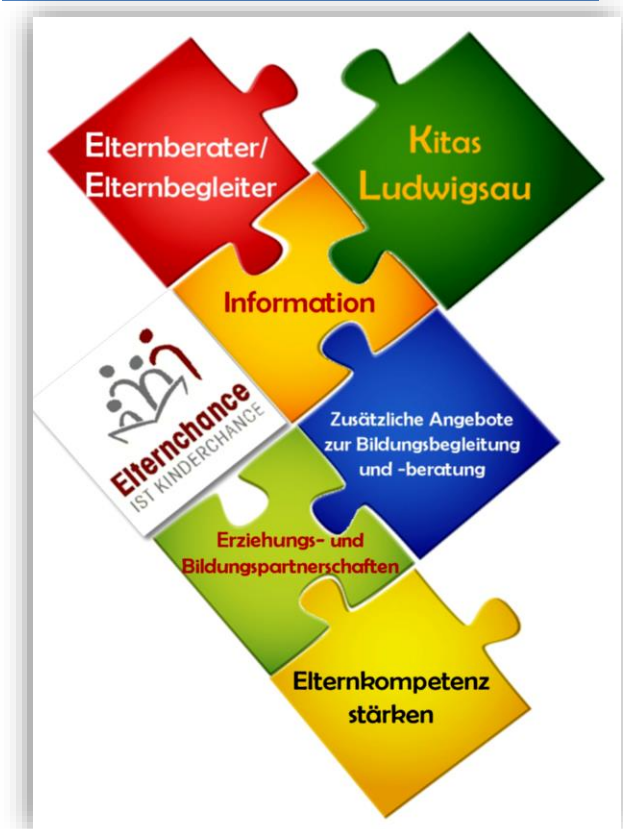 Elternberater/
Elternbegleiter
Kitas
Ludwigsau
Information
Elternchance
IST KINDERCHANCE
Zusätzliche Angebote
zur Bildungsbegleitung
und -beratung
Erziehungs- und
Bildungspartnerschaften
Elternkompetenz
stärken